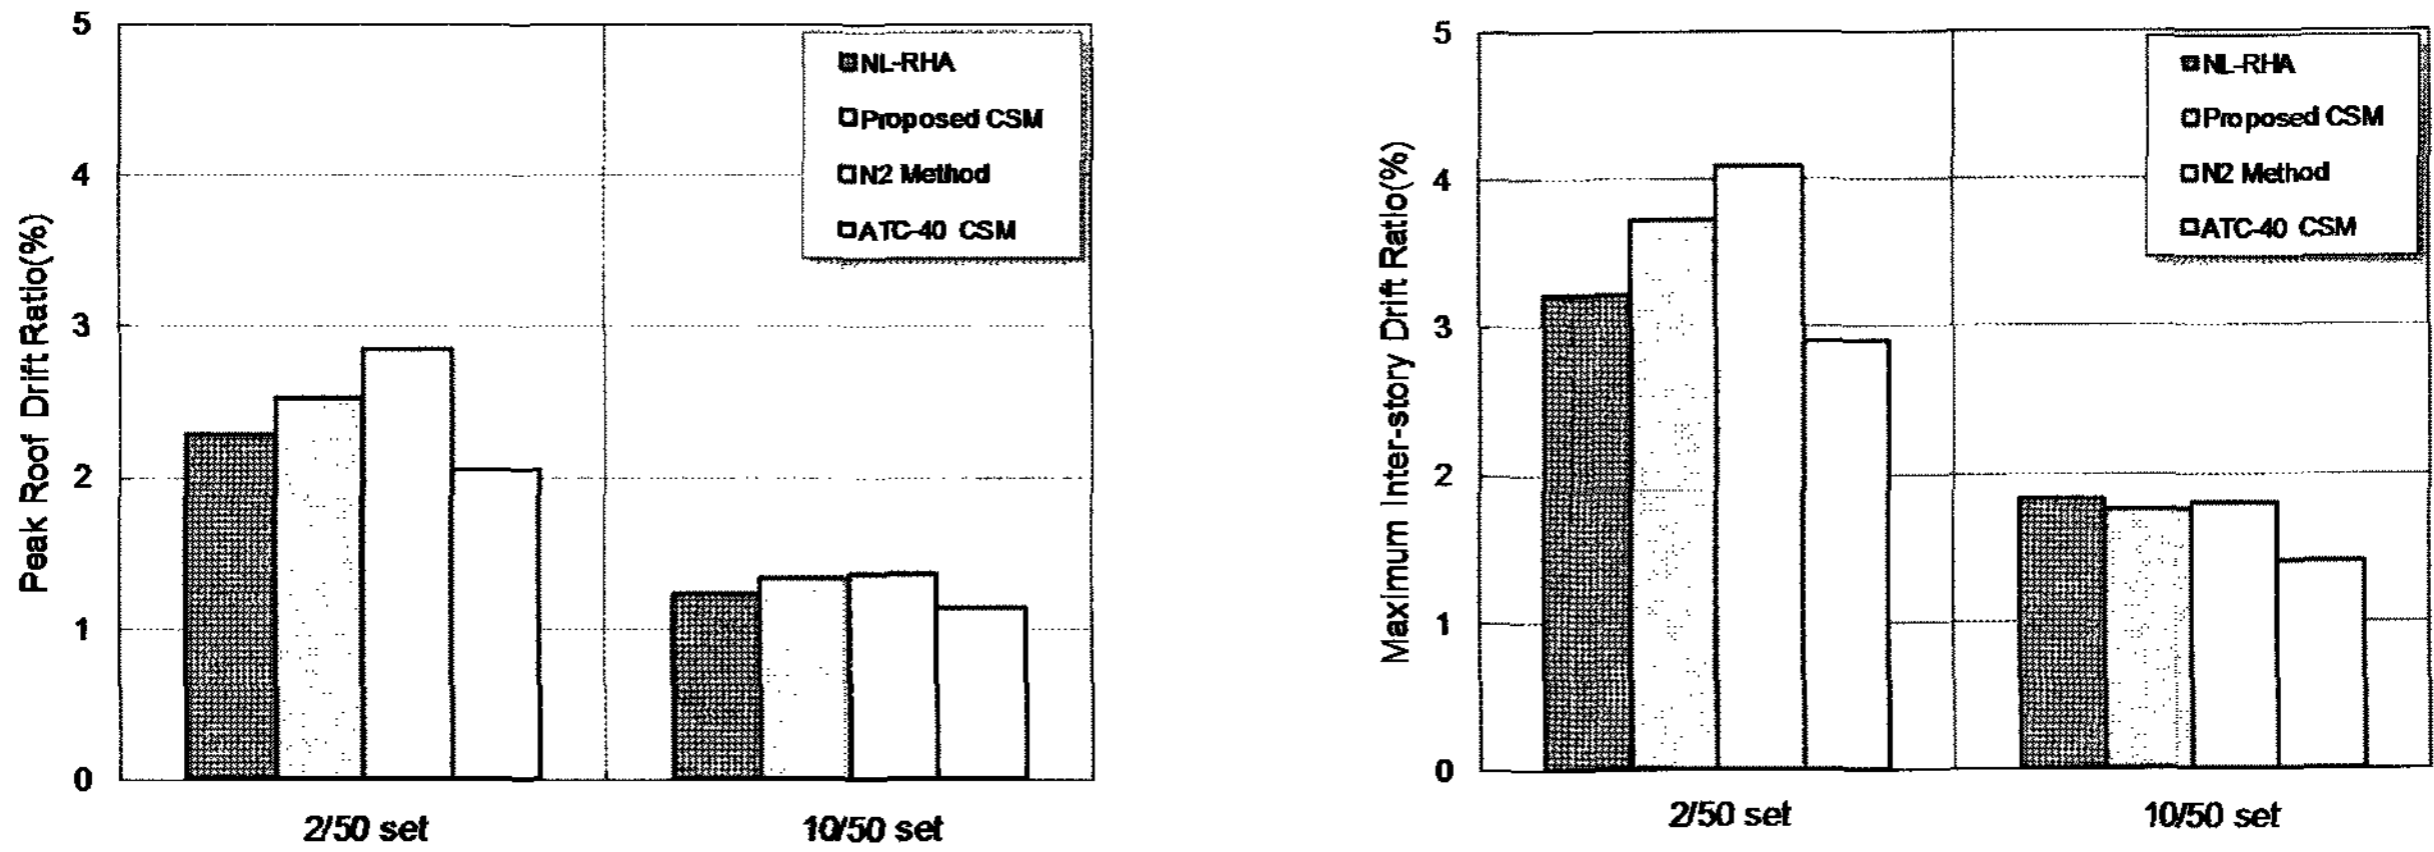 Peak Roof Drift Ratio(%)
5
4
3
2
1
0
NL-RHA
Proposed CSM
N2 Method
ATC-40 CSM
2/50 set
10/50 set
Maximum Inter-story Drift Ratio(%)
5
4
3
2
1
0
NL-RHA
Proposed CSM
N2 Method
ATC-40 CSM
2/50 set
10/50 set